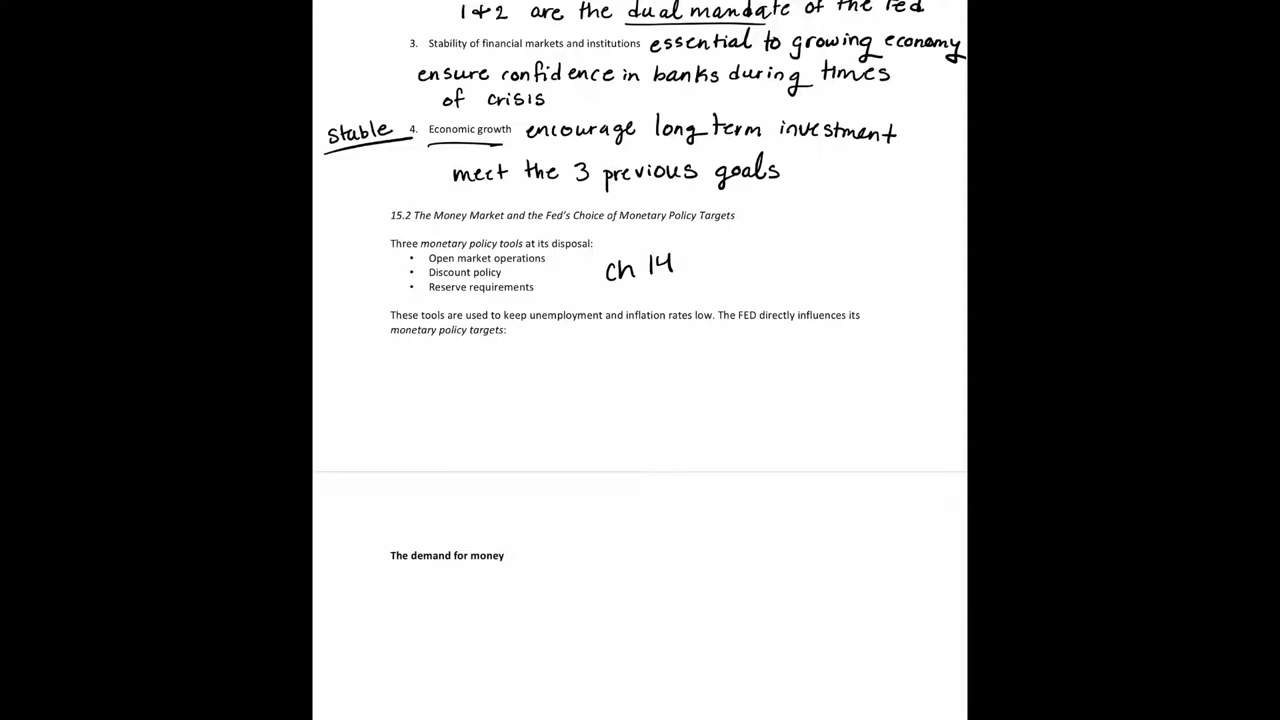 1 & 2 are the dual mandate of the Fed
3. Stability of financial markets and institutions essential to growing economy
ensure confidence in banks during times
of crisis
stable 4. Economic growth encourage long term investment
meet the 3 previous goals
15.2 The Money Market and the Fed's Choice of Monetary Policy Targets
Three monetary policy tools at its disposal:
• Open market operations
• Discount policy ch 14
• Reserve requirements
These tools are used to keep unemployment and inflation rates low. The FED directly influences its
monetary policy targets:
The demand for money